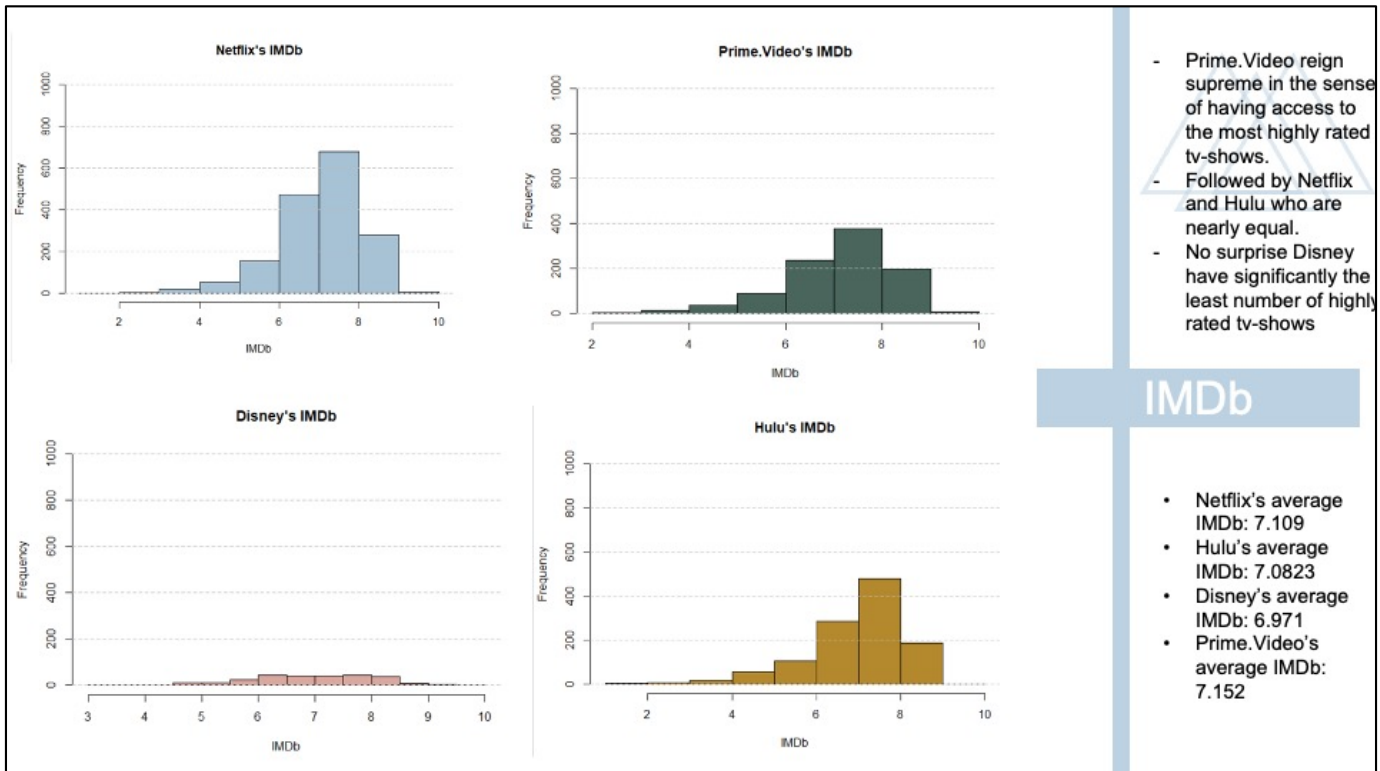 Netflix's IMDb
Frequency
1000
800
600
400
200
0
2
4
6
8
10
IMDb
Prime.Video's IMDb
Frequency
1000
800
600
400
200
0
2
4
6
8
10
IMDb
Disney's IMDb
Frequency
1000
800
600
400
200
0
3
4
5
6
7
8
9
10
IMDb
Hulu's IMDb
Frequency
1000
800
600
400
200
0
2
4
6
8
10
IMDb
- Prime.Video reign
supreme in the sense
of having access to
the most highly rated
tv-shows.
- Followed by Netflix
and Hulu who are
nearly equal.
- No surprise Disney
have significantly the
least number of highly
rated tv-shows
IMDb
• Netflix's average
IMDb: 7.109
• Hulu's average
IMDb: 7.0823
• Disney's average
IMDb: 6.971
• Prime.Video's
average IMDb:
7.152